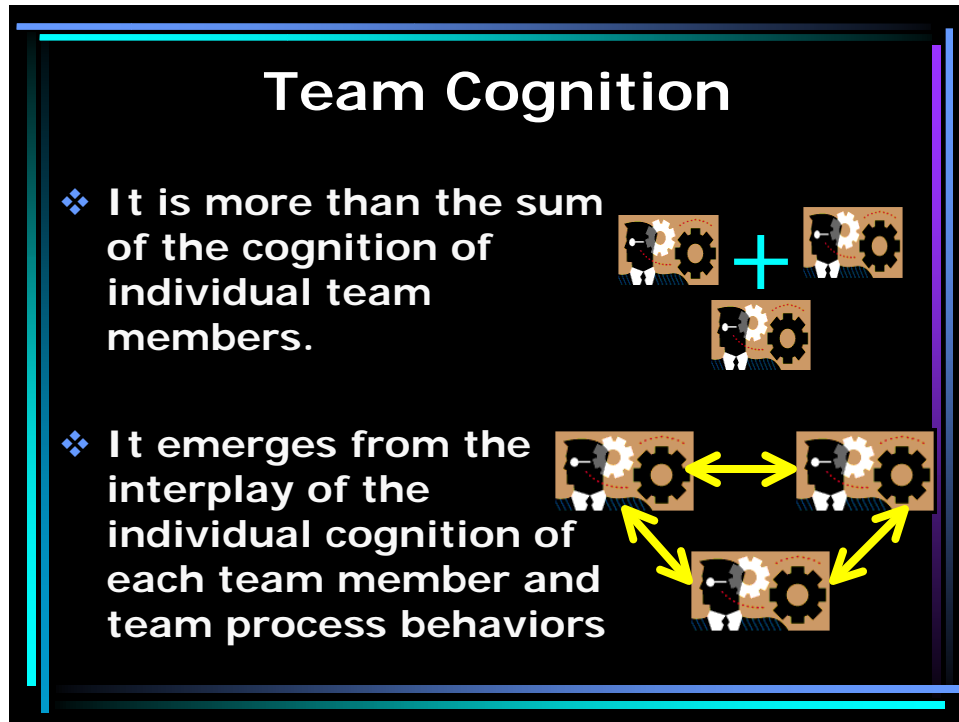 Team Cognition
❖ It is more than the sum
of the cognition of
individual team
members.
❖ It emerges from the
interplay of the
individual cognition of
each team member and
team process behaviors
+